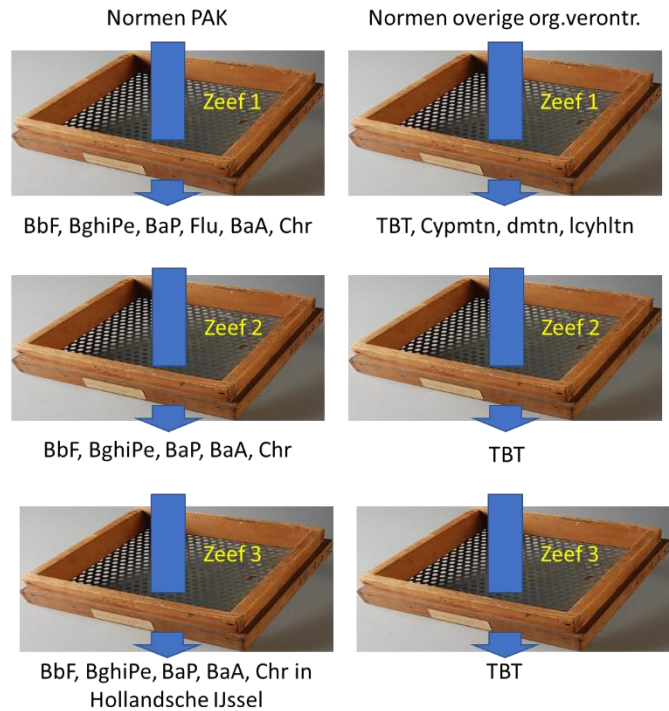 Normen PAK
Normen overige org.verontr.
Zeef 1
Zeef 1
BbF, BghiPe, BaP, Flu, BaA, Chr
TBT, Cypmtn, dmtn, lcyhltn
Zeef 2
Zeef 2
BbF, BghiPe, BaP, BaA, Chr
TBT
Zeef 3
Zeef 3
BbF, BghiPe, BaP, BaA, Chr in
Hollandsche IJssel
TBT